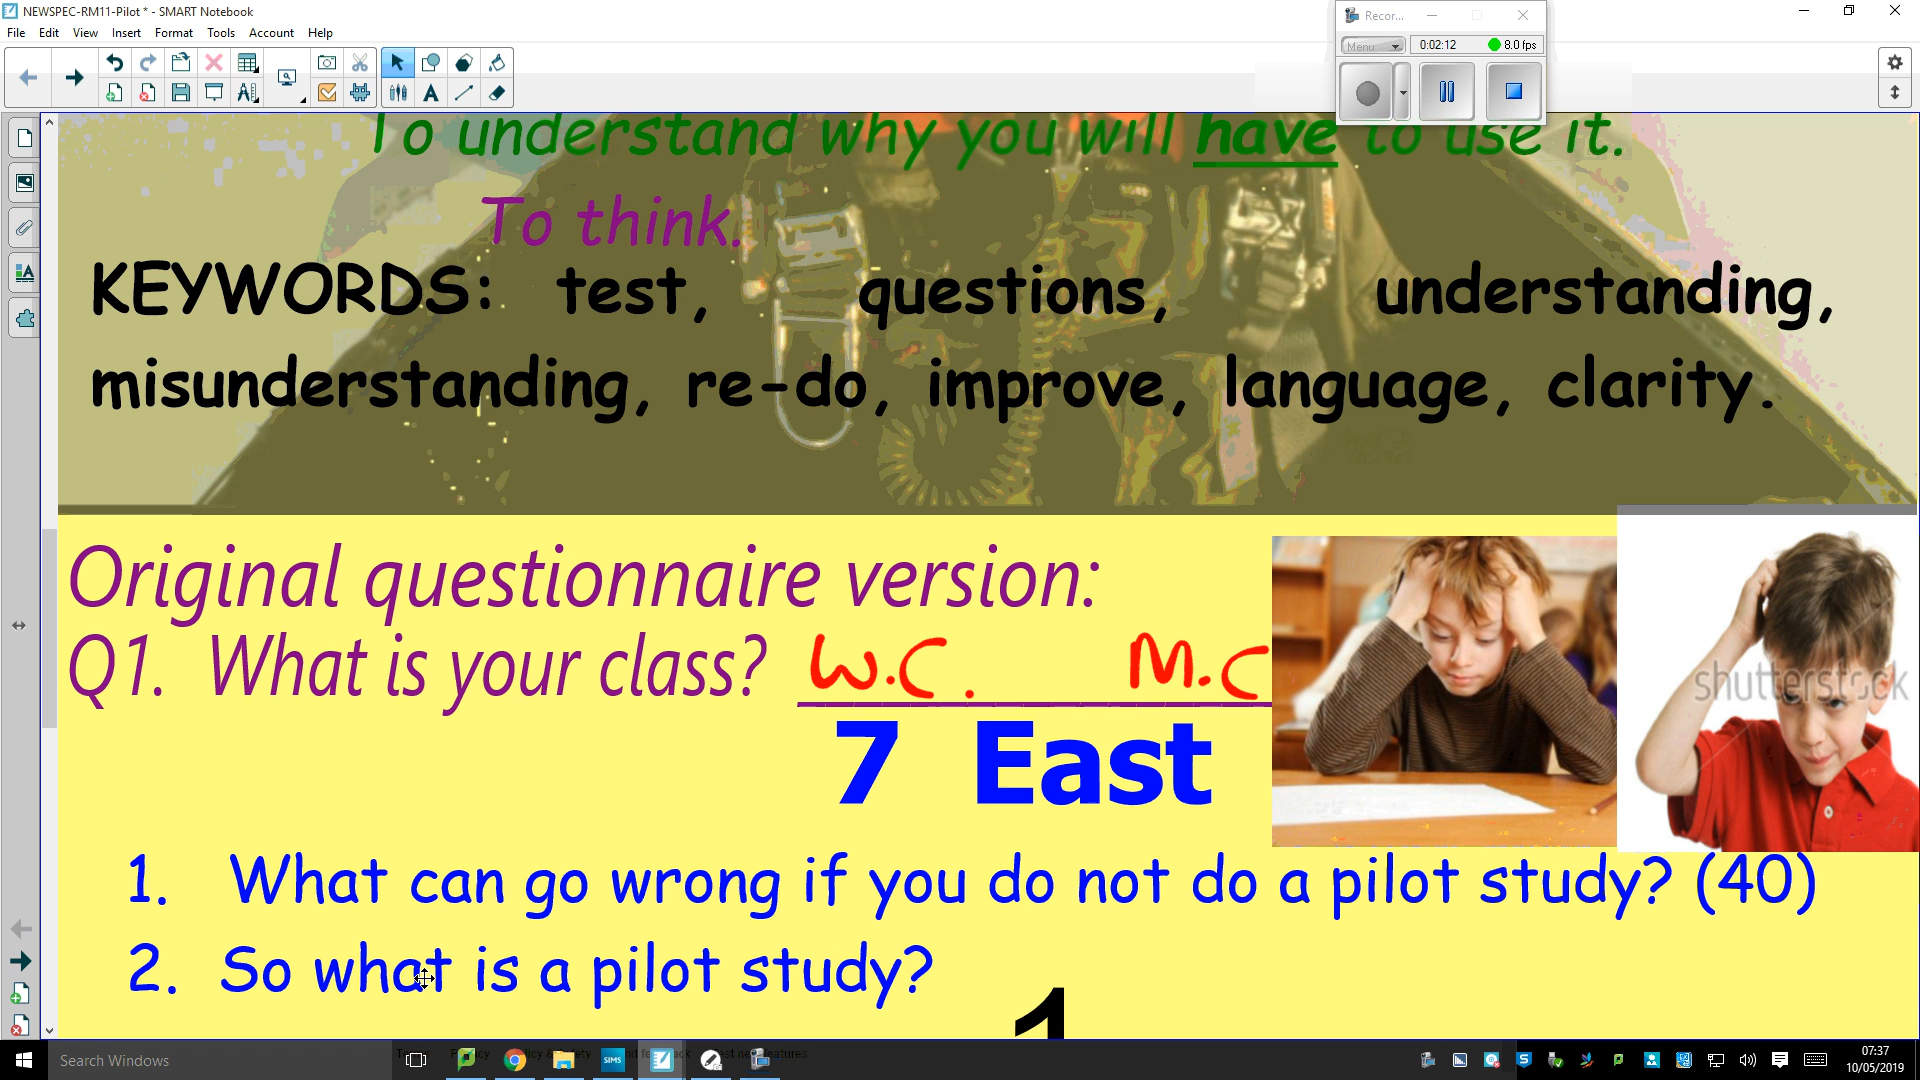 NEWSPEC-RM11-Pilot * - SMART Notebook
File Edit View Insert Format Tools Account Help
Recor...
Menu 0:02:12 8.0 fps
To understand why you will have to use it.
To think.
KEYWORDS: test, questions, understanding,
misunderstanding, re-do, improve, language, clarity.
Original questionnaire version:
Q1. What is your class? W.C. M.C
shutterstock
7 East
1. What can go wrong if you do not do a pilot study? (40)
2. So what is a pilot study?
1
Search Windows
SIMS
07:37
10/05/2019